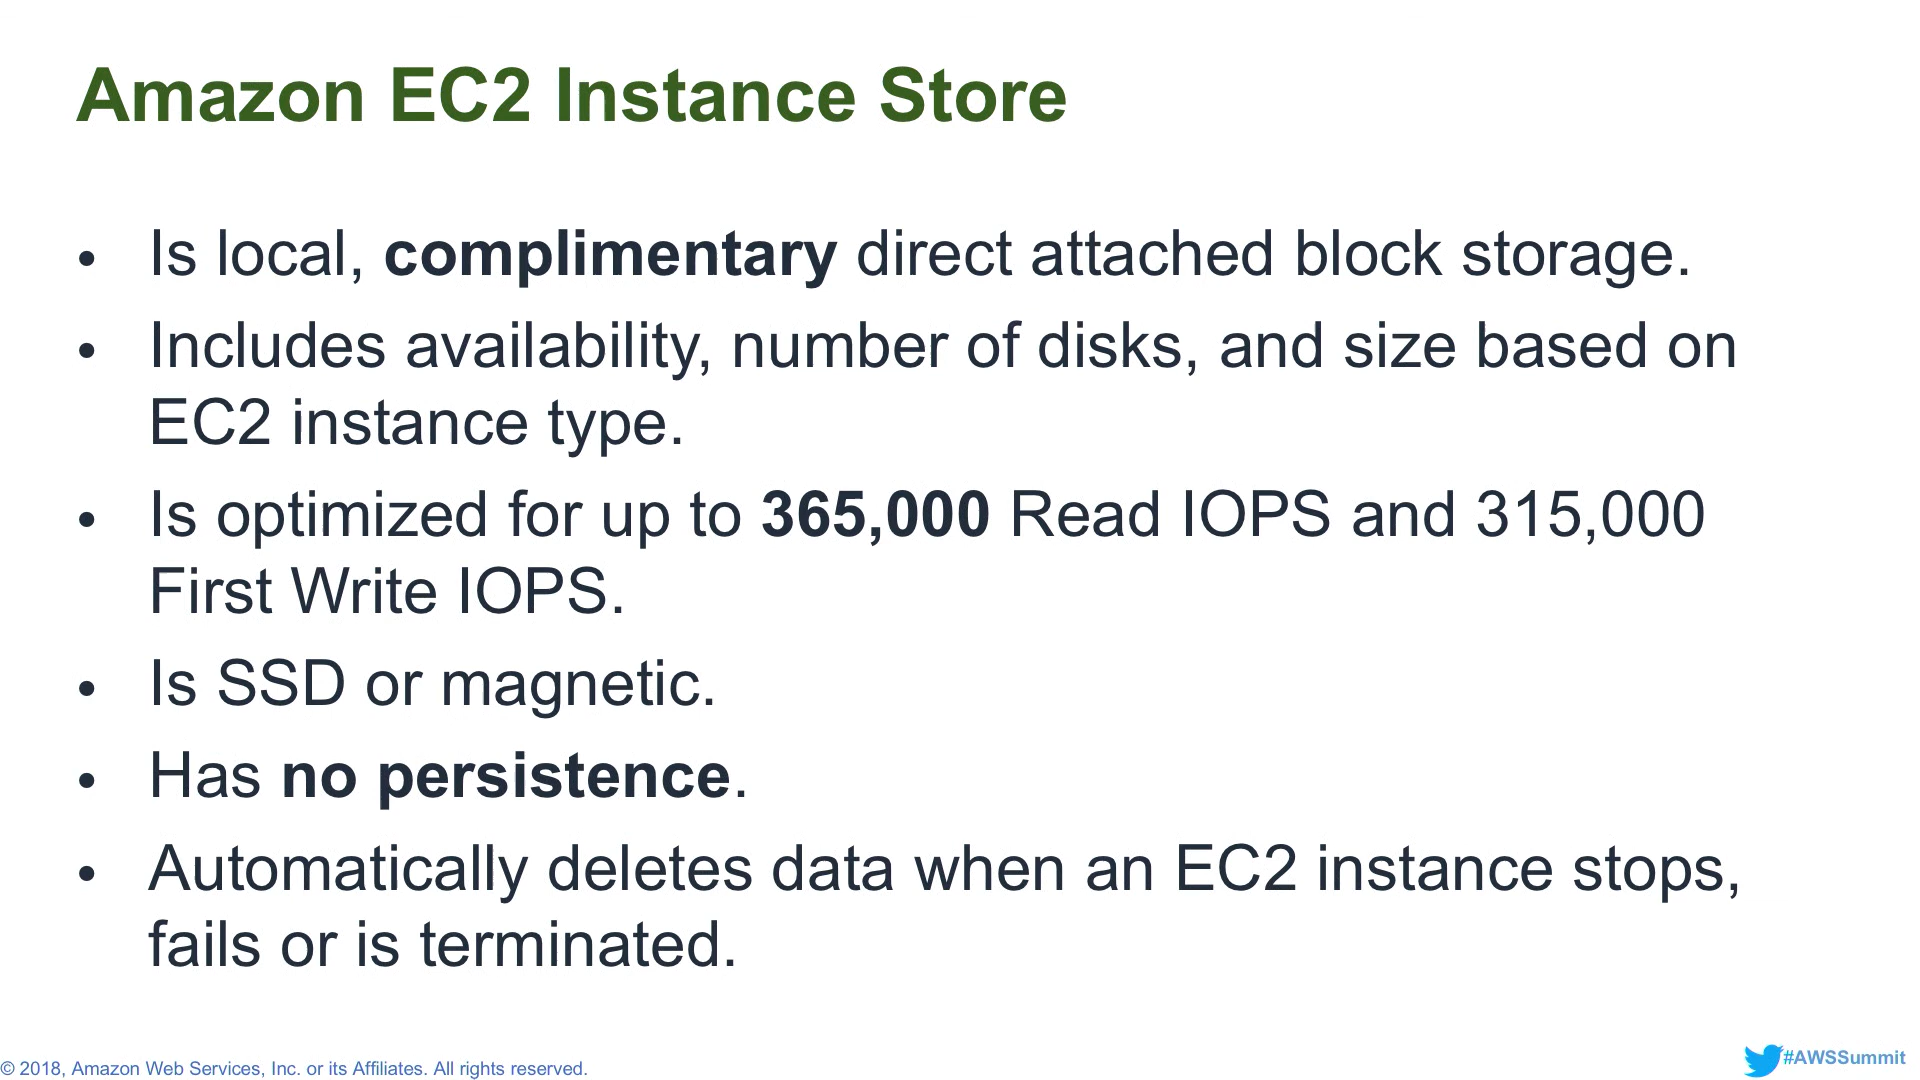 Amazon EC2 Instance Store
• Is local, complimentary direct attached block storage.
• Includes availability, number of disks, and size based on
EC2 instance type.
• Is optimized for up to 365,000 Read IOPS and 315,000
First Write IOPS.
• Is SSD or magnetic.
• Has no persistence.
• Automatically deletes data when an EC2 instance stops,
fails or is terminated.
© 2018, Amazon Web Services, Inc. or its Affiliates. All rights reserved.
#AWSSummit